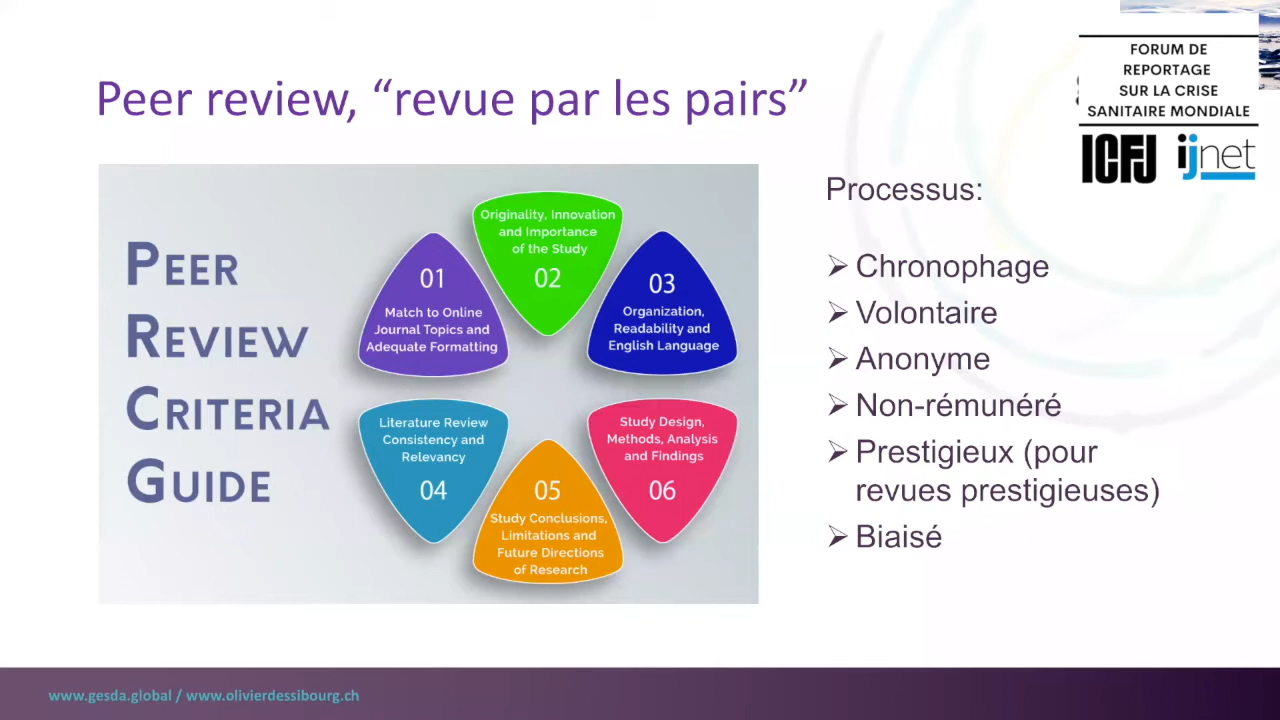 Peer review, “revue par les pairs”
FORUM DE
REPORTAGE
SUR LA CRISE
SANITAIRE MONDIALE
ICFJ ijnet
PEER
REVIEW
CRITERIA
GUIDE
01
Match to Online
Journal Topics and
Adequate Formatting
Originality, Innovation
and Importance
of the Study
02
03
Organization,
Readability and
English Language
Literature Review
Consistency and
Relevancy
04
05
Study Conclusions,
Limitations and
Future Directions
of Research
Study Design,
Methods, Analysis
and Findings
06
Processus:
➢ Chronophage
➢ Volontaire
➢ Anonyme
➢ Non-rémunéré
➢ Prestigieux (pour
revues prestigieuses)
➢ Biaisé
www.gesda.global / www.olivierdessibourg.ch